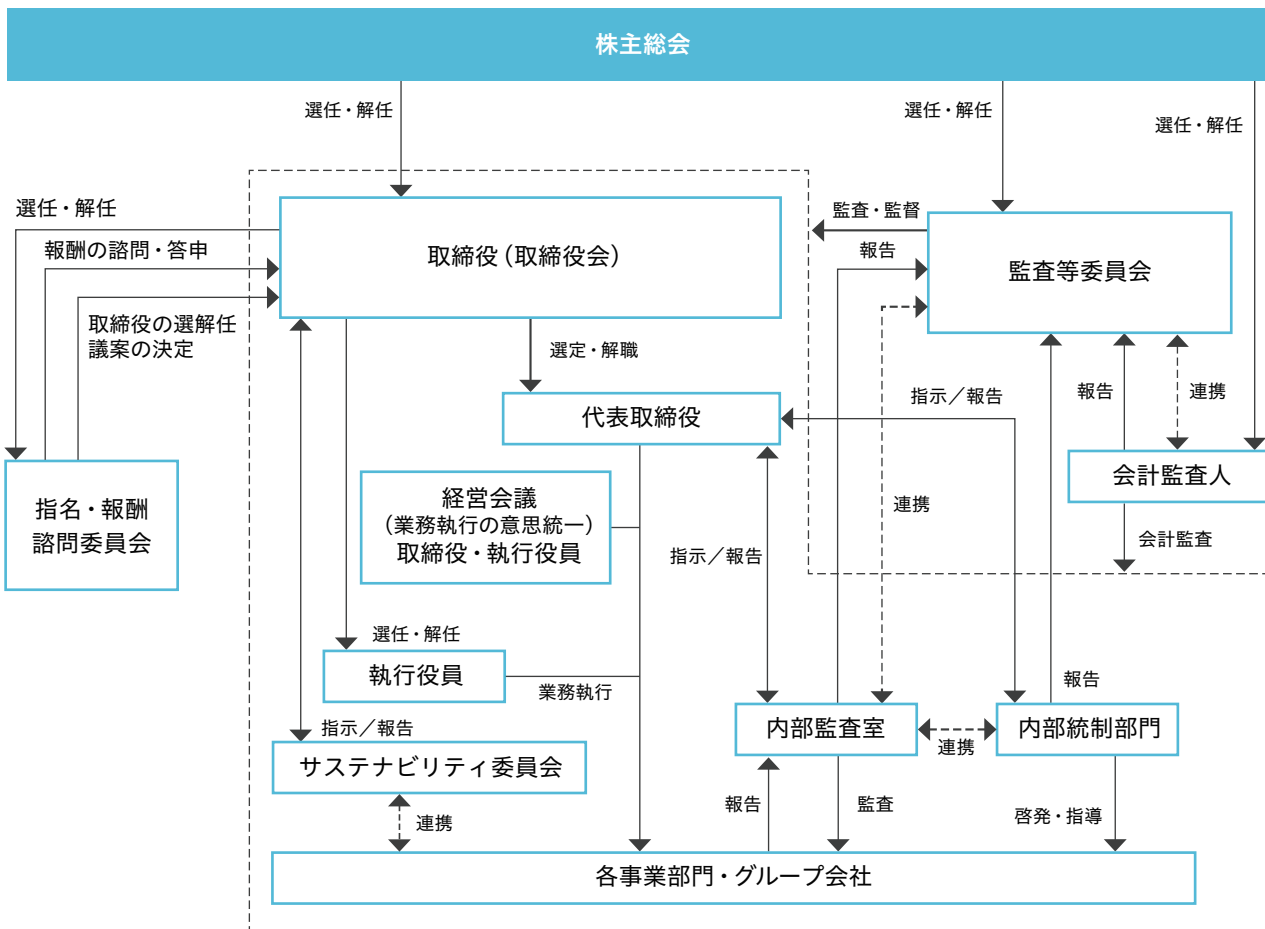 株主総会
選任・解任
選任・解任
選任・解任
選任・解任
報酬の諮問・答申
取締役の選解任
議案の決定
取締役(取締役会)
監査・監督
報告
監査等委員会
選定・解職
代表取締役
指示／報告
報告
連携
会計監査人
会計監査
指名・報酬
諮問委員会
経営会議
(業務執行の意思統一)
取締役・執行役員
連携
指示／報告
選任・解任
執行役員
業務執行
報告
指示／報告
サステナビリティ委員会
内部監査室
連携
内部統制部門
連携
報告
監査
啓発・指導
各事業部門・グループ会社